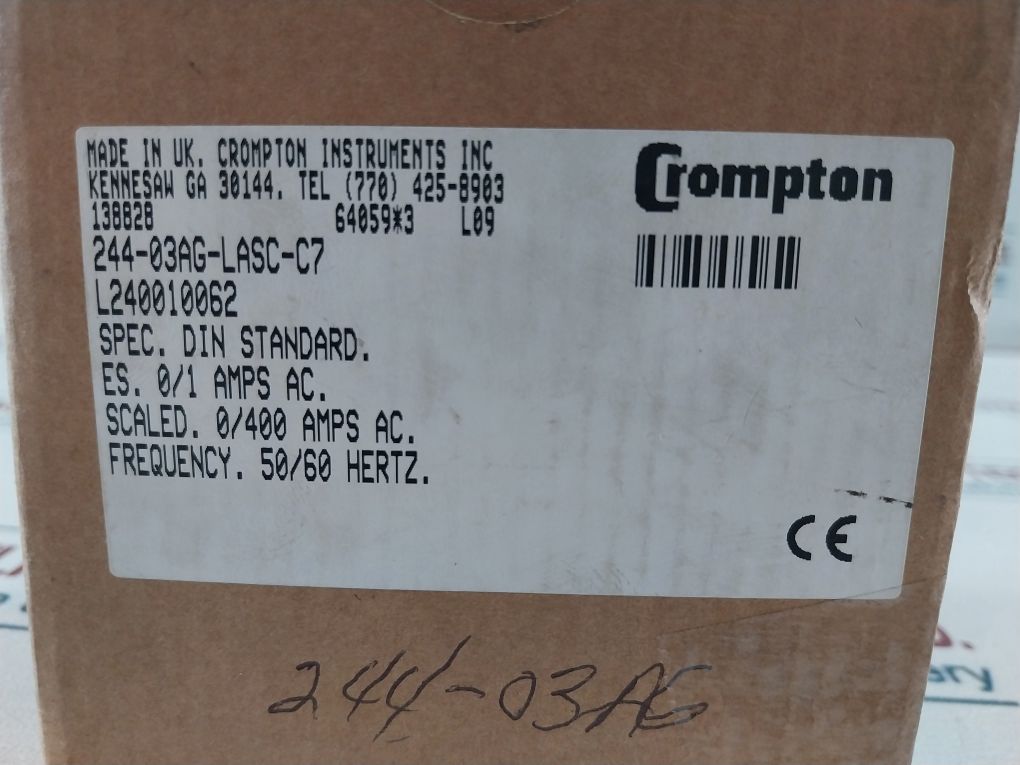 MADE IN UK. CROMPTON INSTRUMENTS INC
KENNESAW GA 30144. TEL (770) 425-8903
138828 64059*3 L09
244-03AG-LASC-C7
L240010062
SPEC. DIN STANDARD.
ES. 0/1 AMPS AC.
SCALED. 0/400 AMPS AC.
FREQUENCY. 50/60 HERTZ.
Crompton
CE
244-03AG